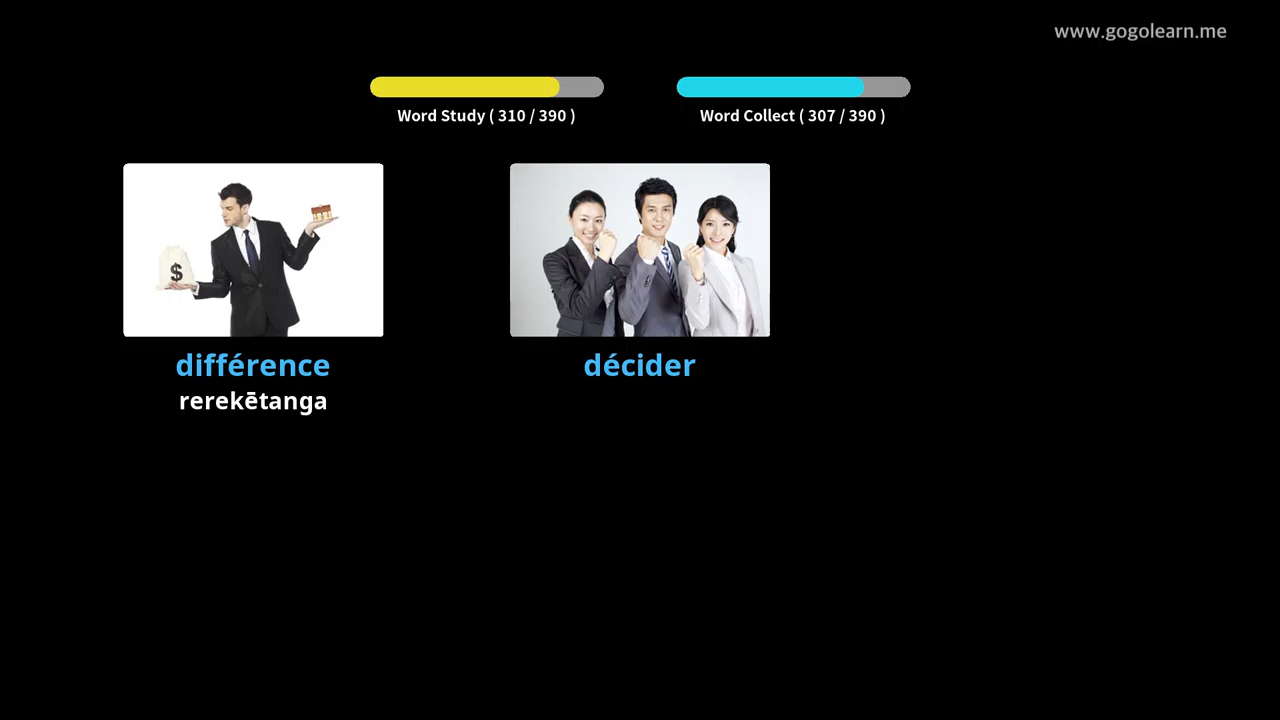 www.gogolearn.me
Word Study ( 310 / 390 )
Word Collect ( 307 / 390 )
$
différence
rerekētanga
décider